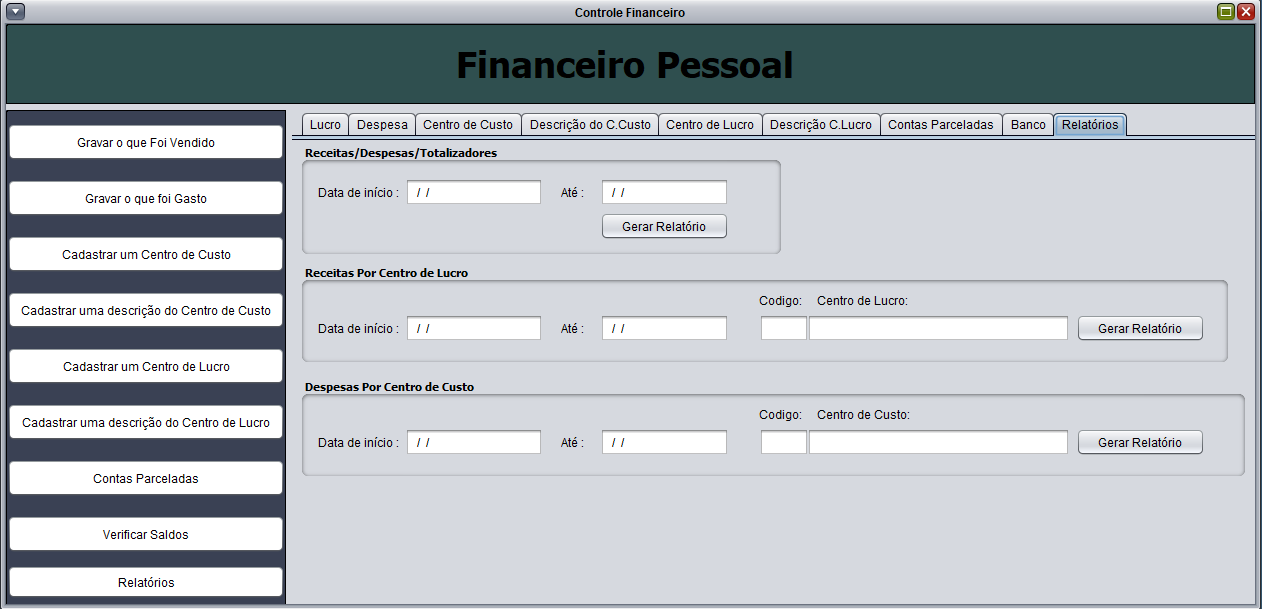 Controle Financeiro
Financeiro Pessoal
Gravar o que Foi Vendido
Gravar o que foi Gasto
Cadastrar um Centro de Custo
Cadastrar uma descrição do Centro de Custo
Cadastrar um Centro de Lucro
Cadastrar uma descrição do Centro de Lucro
Contas Parceladas
Verificar Saldos
Relatórios
Lucro Despesa Centro de Custo Descrição do C.Custo Centro de Lucro Descrição C.Lucro Contas Parceladas Banco Relatórios
Receitas/Despesas/Totalizadores
Data de início : / / Até : / /
Gerar Relatório
Receitas Por Centro de Lucro
Codigo: Centro de Lucro:
Data de início : / / Até : / / Gerar Relatório
Despesas Por Centro de Custo
Codigo: Centro de Custo:
Data de início : / / Até : / / Gerar Relatório